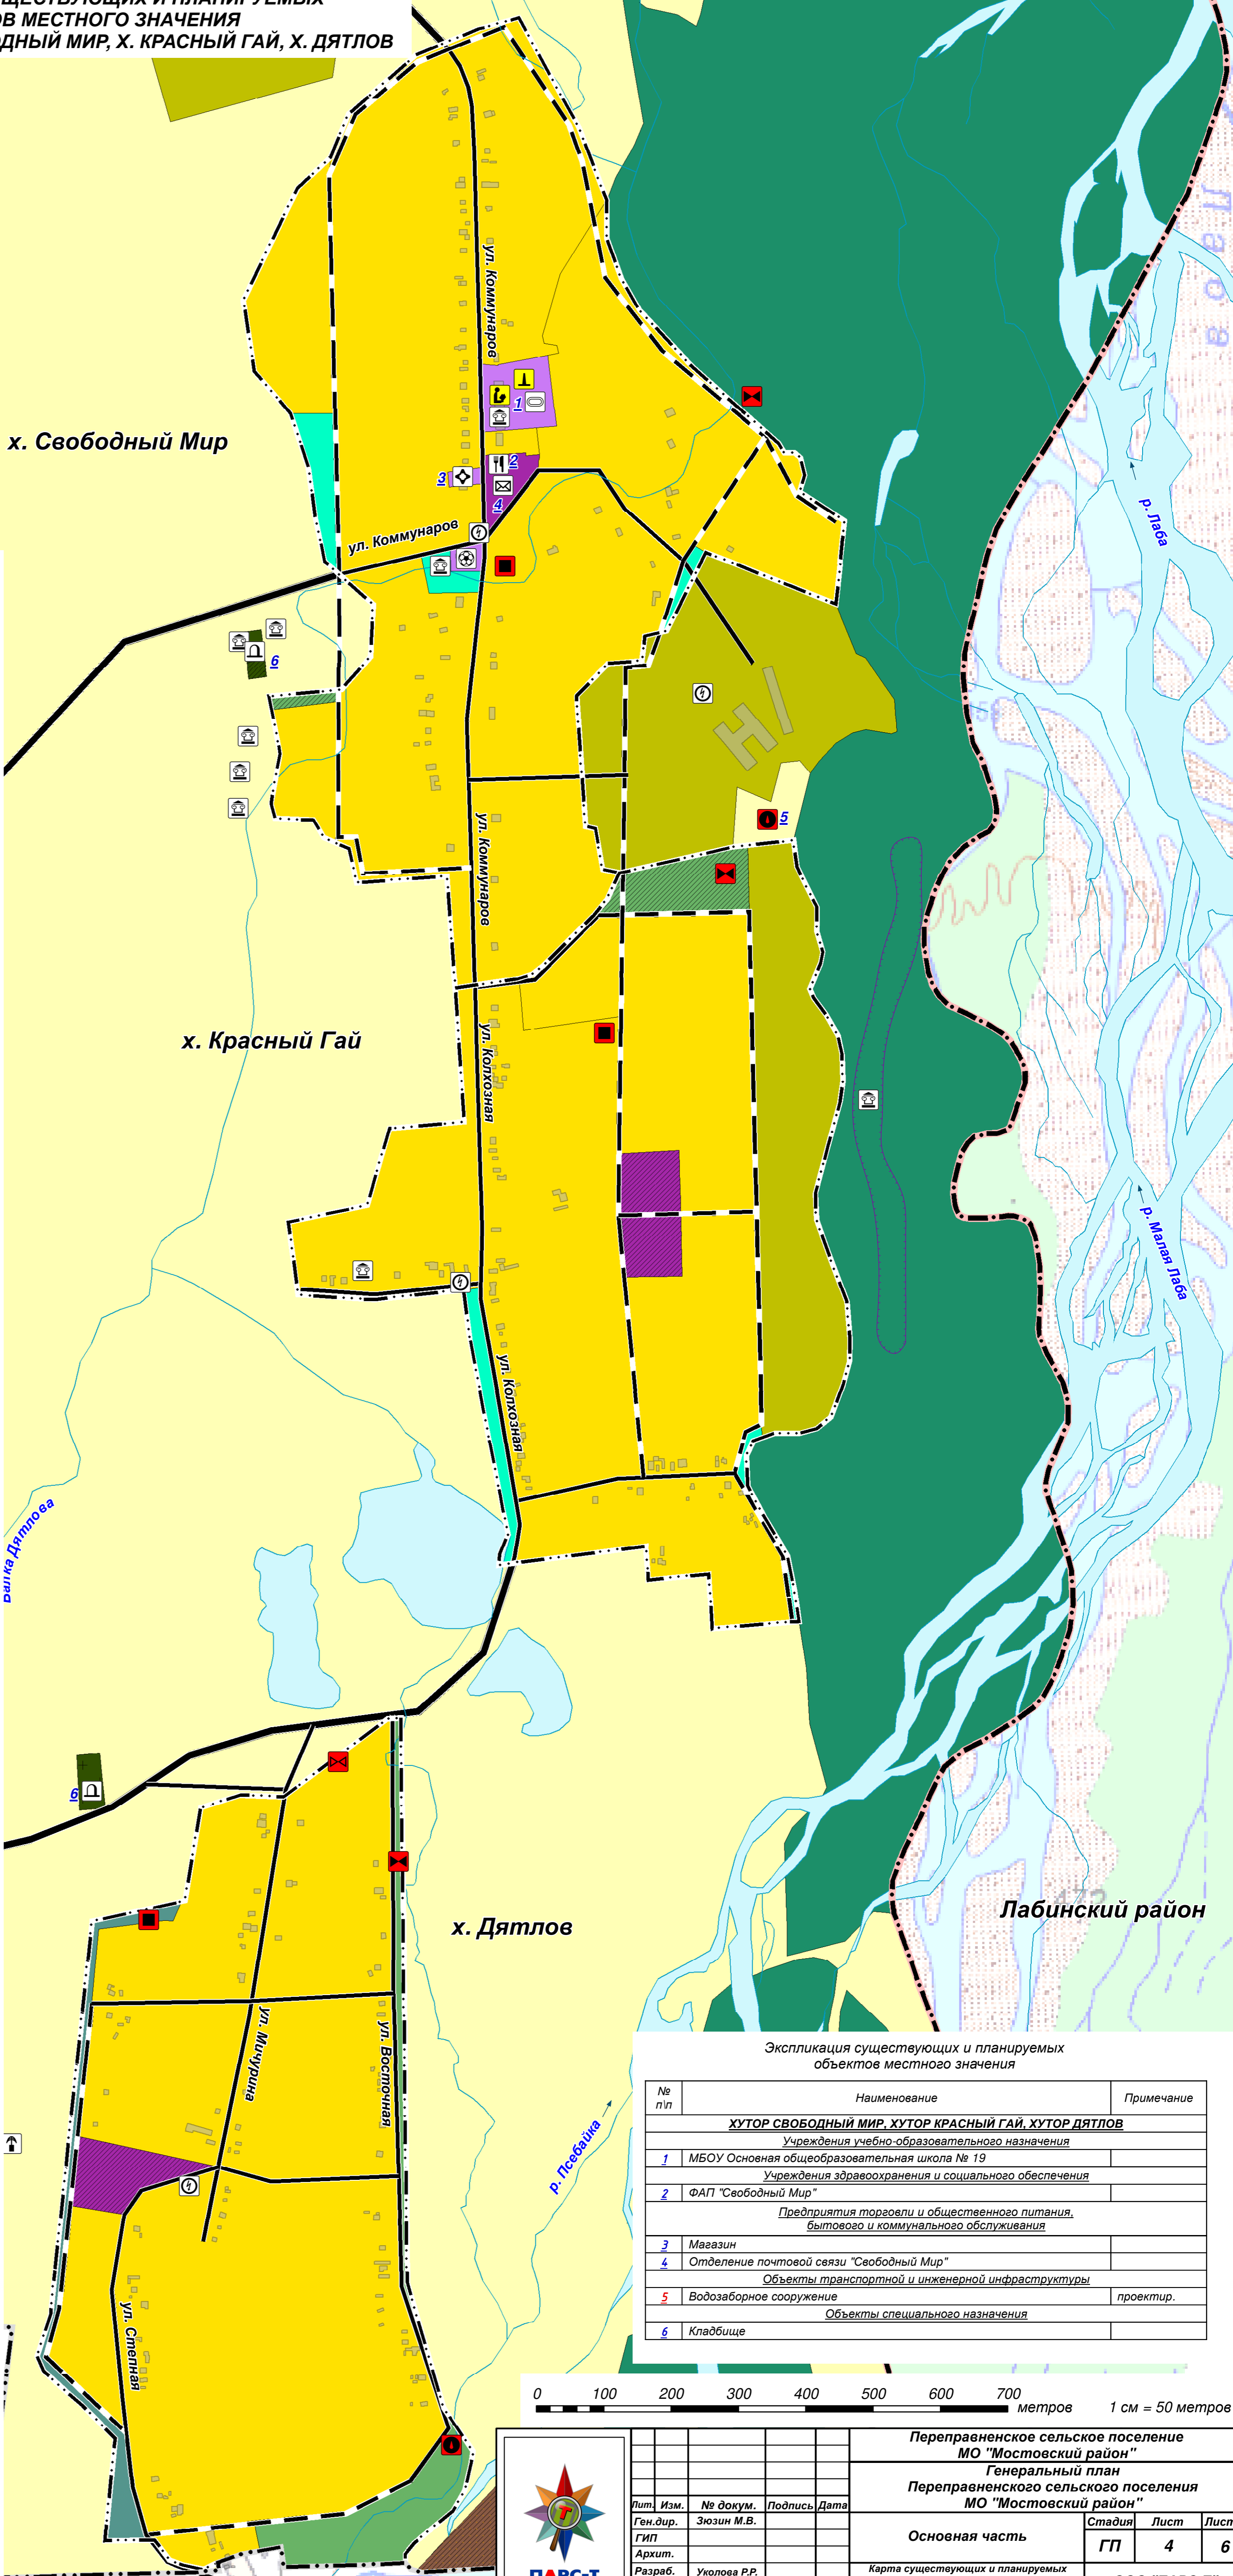 ОВ МЕСТНОГО ЗНАЧЕНИЯ
ДНЫЙ МИР, Х. КРАСНЫЙ ГАЙ, Х. ДЯТЛОВ
ул. Коммунаров
1
х. Свободный Мир
2
3
4
ул. Коммунаров
р. Лаба
6
5
ул. Коммунаров
х. Красный Гай
ул. Колхозная
р. Малая Лаба
ул. Колхозная
Балка Дятлова
6
472
Лабинский район
х. Дятлов
ул. Мичурина
ул. Восточная
р. Псебайка
ул. Степная
Экспликация существующих и планируемых
объектов местного значения
№ п\п Наименование Примечание
ХУТОР СВОБОДНЫЙ МИР, ХУТОР КРАСНЫЙ ГАЙ, ХУТОР ДЯТЛОВ
Учреждения учебно-образовательного назначения
1 МБОУ Основная общеобразовательная школа № 19
Учреждения здравоохранения и социального обеспечения
2 ФАП "Свободный Мир"
Предприятия торговли и общественного питания,
бытового и коммунального обслуживания
3 Магазин
4 Отделение почтовой связи "Свободный Мир"
Объекты транспортной и инженерной инфраструктуры
5 Водозаборное сооружение проектир.
Объекты специального назначения
6 Кладбище
0 100 200 300 400 500 600 700
метров 1 см = 50 метров
Переправненское сельское поселение
МО "Мостовский район"
Генеральный план
Переправненского сельского поселения
МО "Мостовский район"
Лит. Изм. № докум. Подпись Дата
Ген.дир. Зюзин М.В.
ГИП
Архит.
Разраб. Уколова Р.Р.
Основная часть
Стадия Лист Лист
ГП 4 6
Карта существующих и планируемых